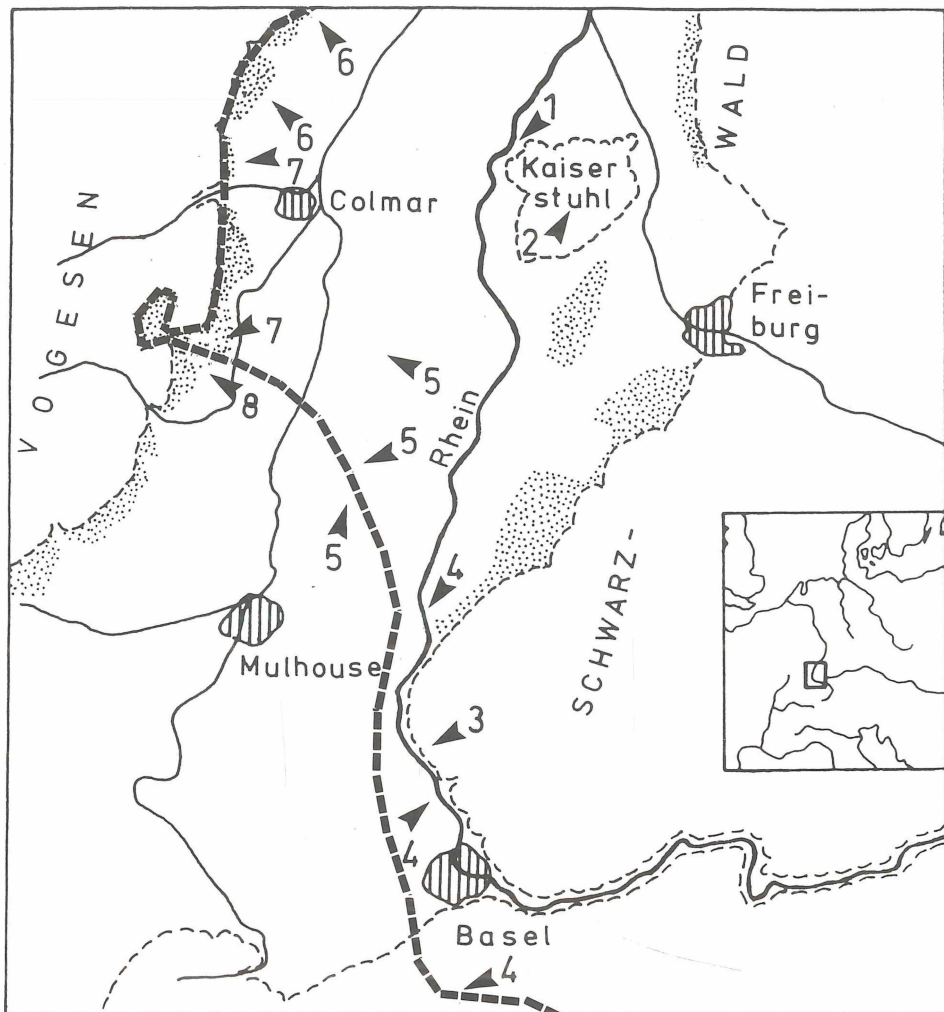 6
1
WALD
6
7
Kaiser
stuhl
Colmar
2
VOGESEN
Frei-
burg
7
5
8
Rhein
5
5
4
SCHWARZ-
Mulhouse
3
4
Basel
4